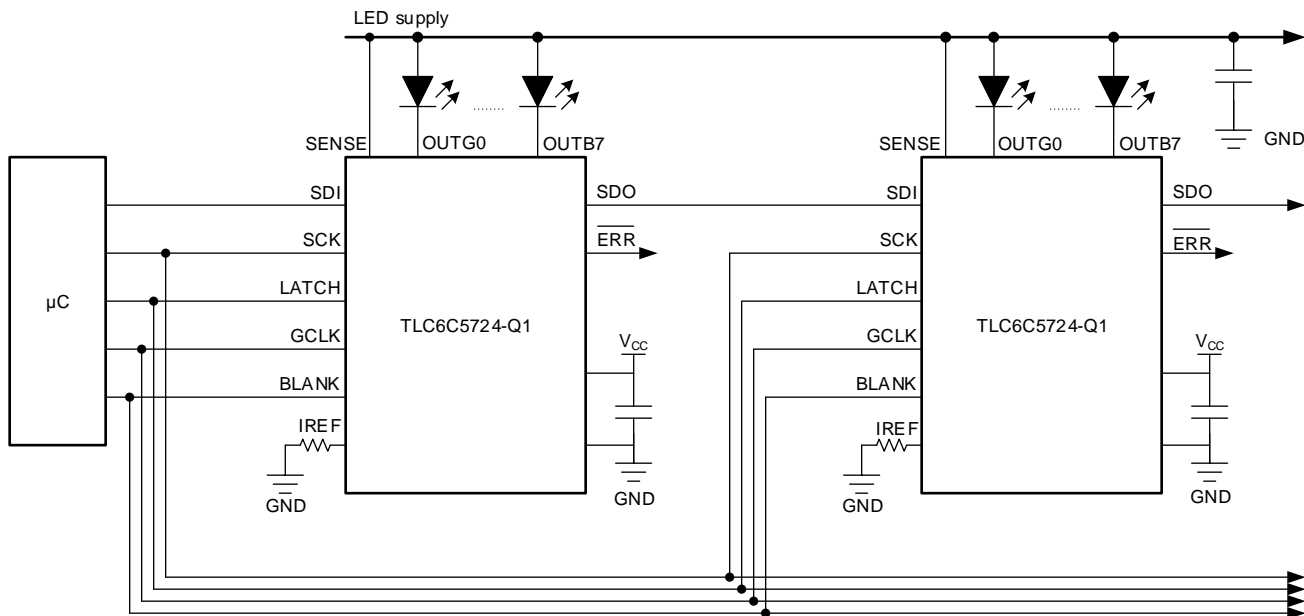 LED supply
SENSE
OUTG0
........
OUTB7
SENSE
OUTG0
........
OUTB7
GND
µC
SDI
SCK
LATCH
GCLK
BLANK
IREF
GND
TLC6C5724-Q1
SDO
ERR
VCC
GND
SDI
SCK
LATCH
GCLK
BLANK
IREF
GND
TLC6C5724-Q1
SDO
ERR
VCC
GND